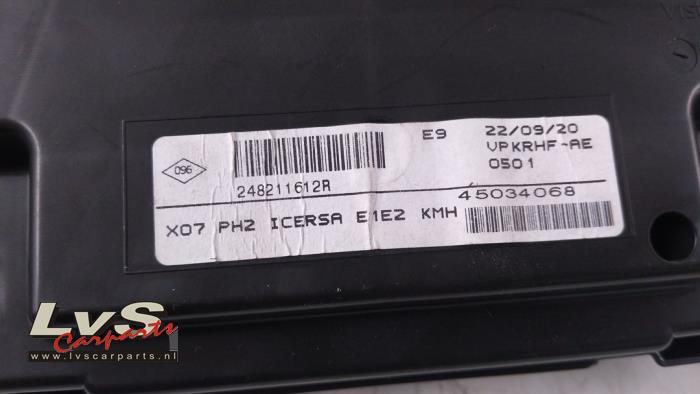 E9 22/09/20
VPKRHF-AE
0501
096
248211612R
45034068
X07 PH2 ICERSA E1E2 KMH
LvS
Carparts
www.lvscarparts.nl